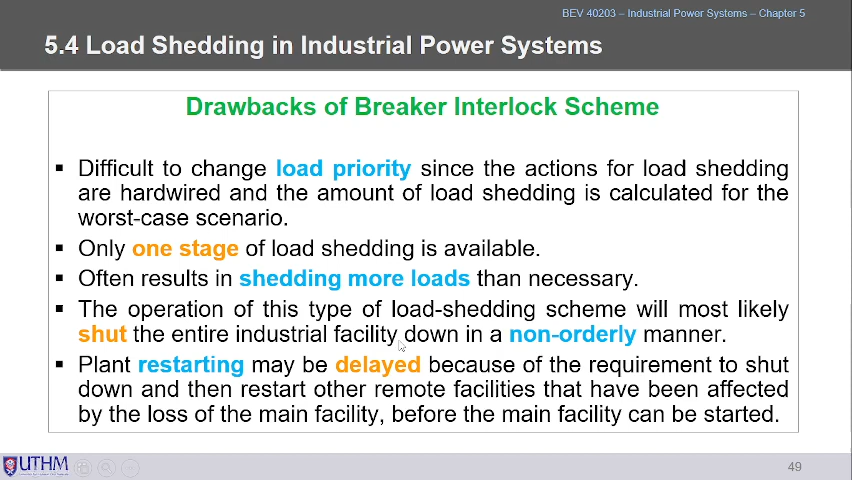 BEV 40203 – Industrial Power Systems – Chapter 5
5.4 Load Shedding in Industrial Power Systems
Drawbacks of Breaker Interlock Scheme
▪ Difficult to change load priority since the actions for load shedding
are hardwired and the amount of load shedding is calculated for the
worst-case scenario.
▪ Only one stage of load shedding is available.
▪ Often results in shedding more loads than necessary.
▪ The operation of this type of load-shedding scheme will most likely
shut the entire industrial facility down in a non-orderly manner.
▪ Plant restarting may be delayed because of the requirement to shut
down and then restart other remote facilities that have been affected
by the loss of the main facility, before the main facility can be started.
UTHM
49